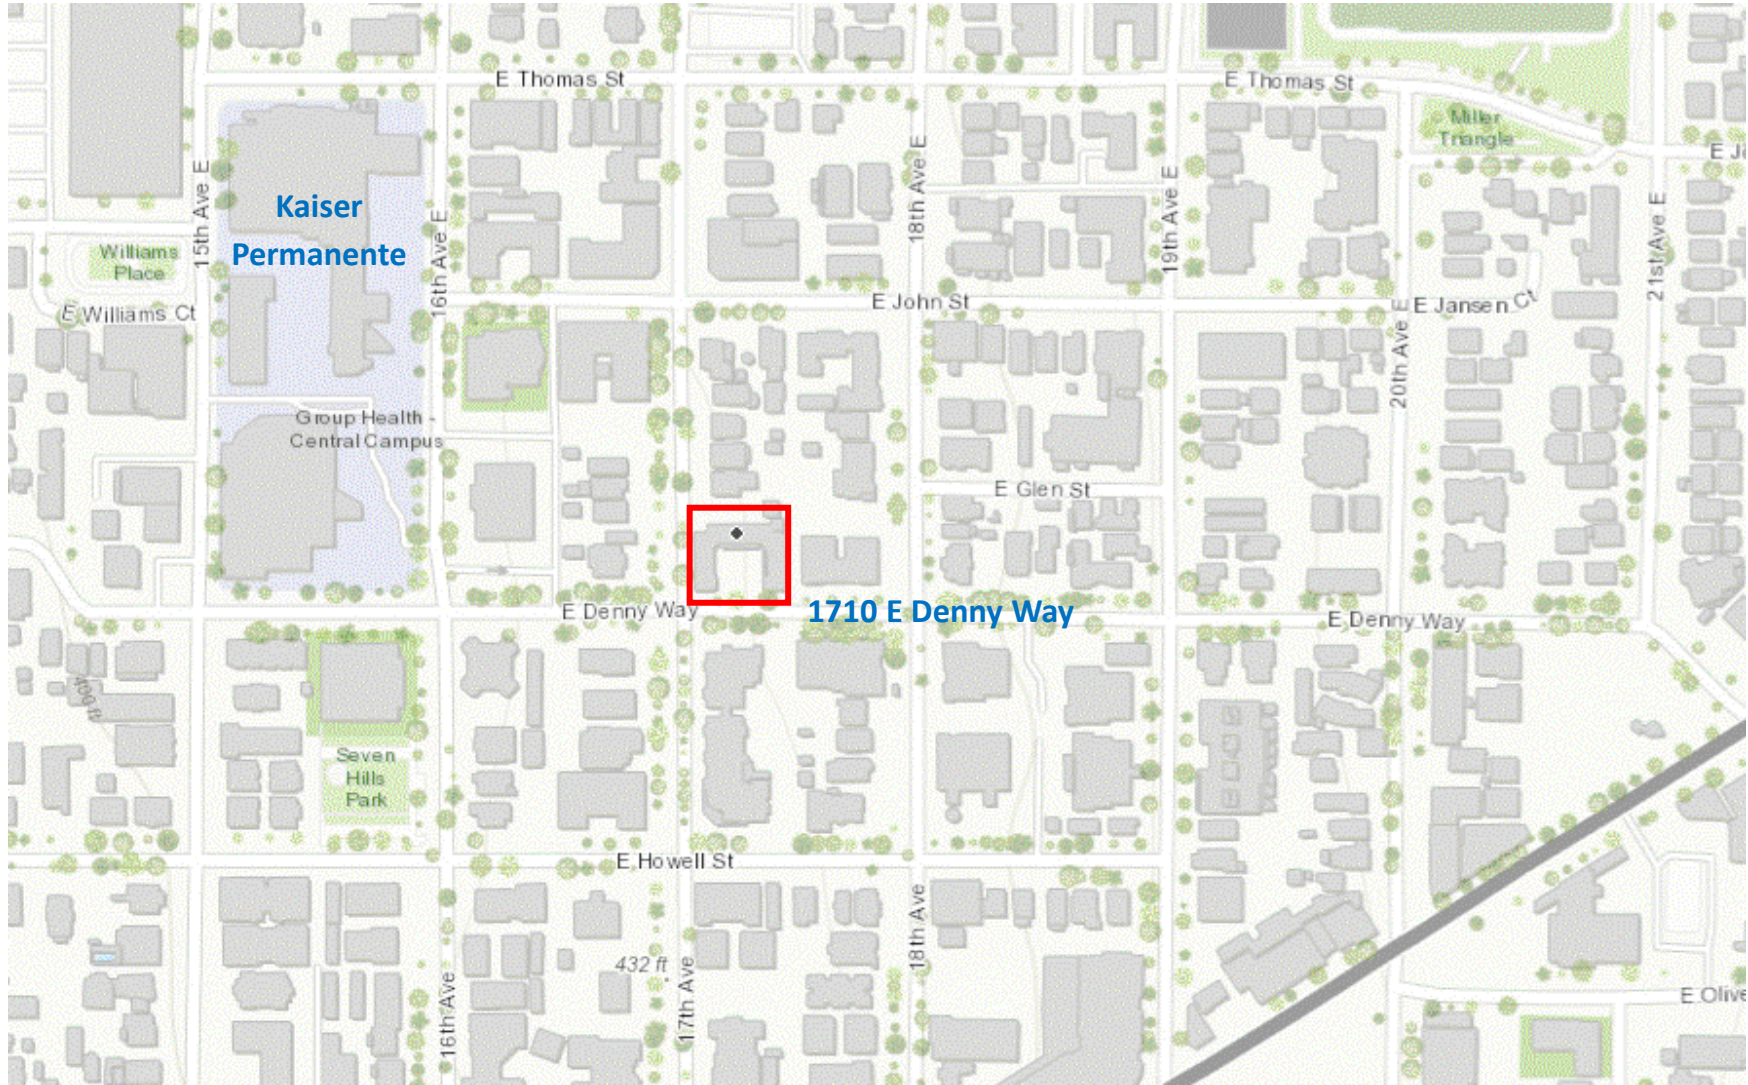 E Thomas St
E Thomas St
Miller
Triangle
15th Ave E
Kaiser
Permanente
16th Ave E
18th Ave E
19th Ave E
21st Ave E
Williams
Place
E Williams Ct
E John St
E Jansen Ct
20th Ave E
Group Health -
Central Campus
E Glen St
E Denny Way
1710 E Denny Way
E Denny Way
400 ft
Seven
Hills
Park
E Howell St
432 ft
16th Ave
17th Ave
18th Ave
E Olive